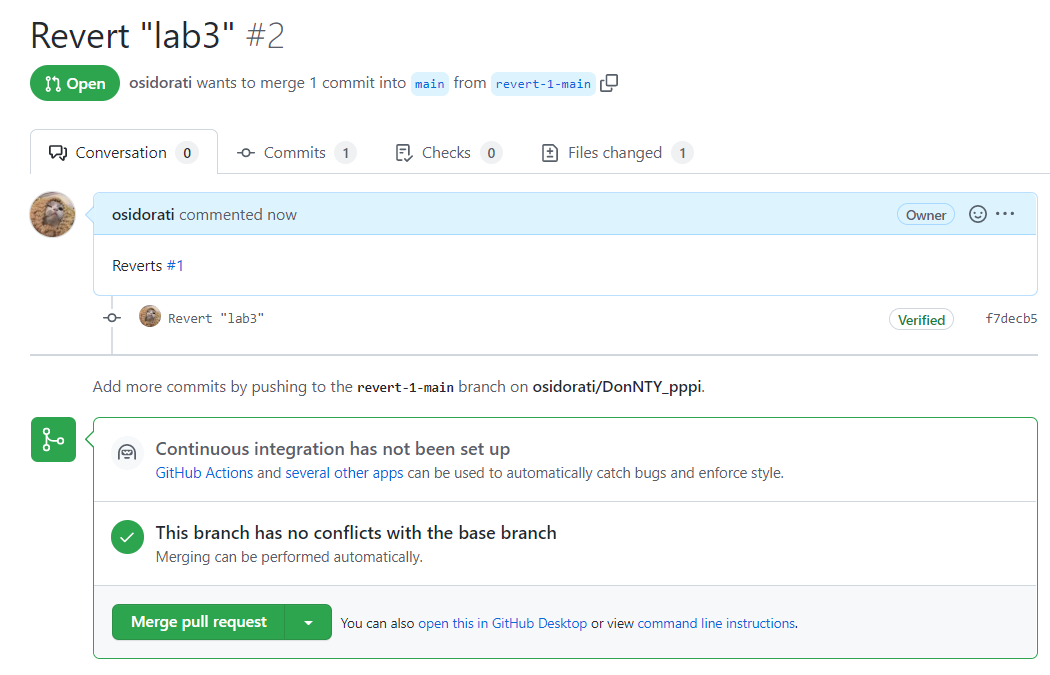 Revert "lab3" #2
Open osidorati wants to merge 1 commit into main from revert-1-main
Conversation 0 Commits 1 Checks 0 Files changed 1
osidorati commented now Owner
Reverts #1
Revert "lab3" Verified f7decb5
Add more commits by pushing to the revert-1-main branch on osidorati/DonNTY_pppi.
Continuous integration has not been set up
GitHub Actions and several other apps can be used to automatically catch bugs and enforce style.
This branch has no conflicts with the base branch
Merging can be performed automatically.
Merge pull request You can also open this in GitHub Desktop or view command line instructions.